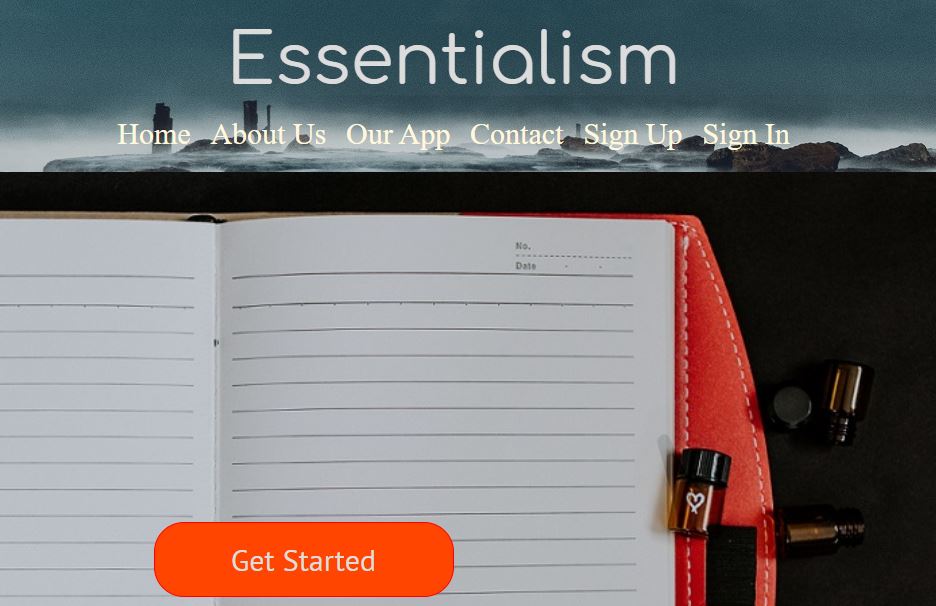 Essentialism
Home About Us Our App Contact Sign Up Sign In
No.
Date
Get Started